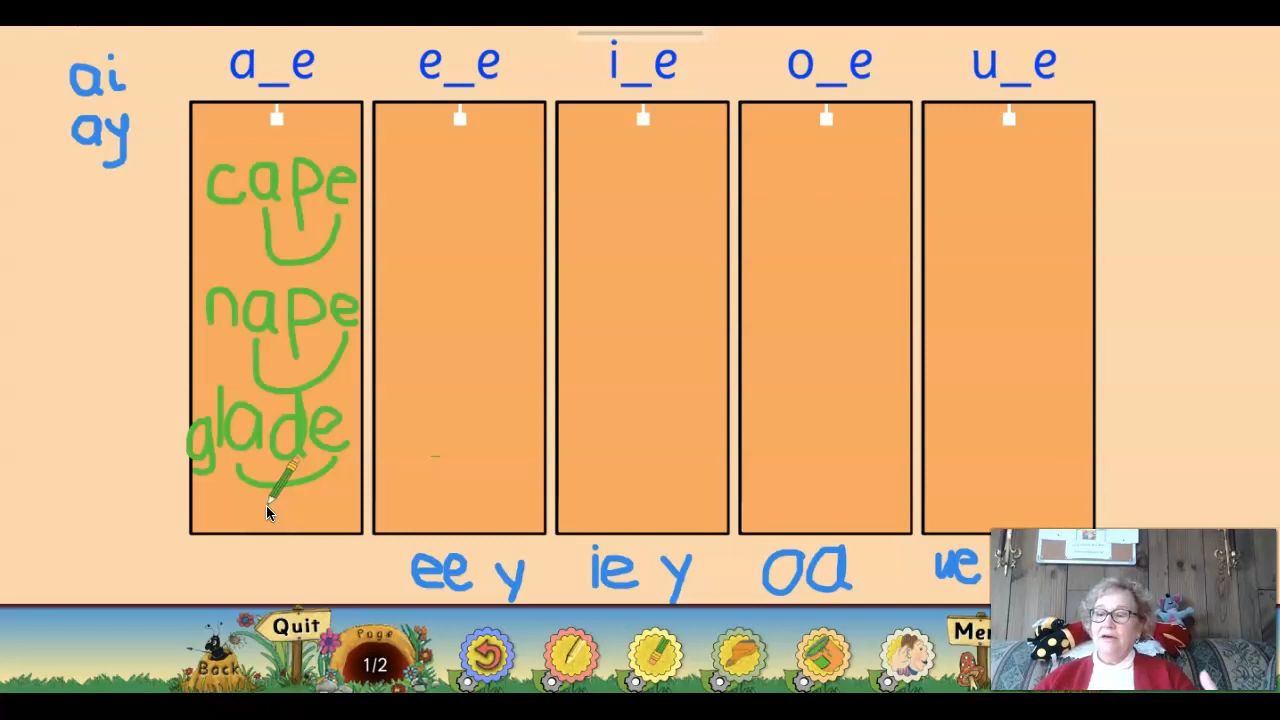 ai
ay
a_e e_e i_e o_e u_e
cape
nape
glade
ee y ie y oa ue
Quit
Back
Page
1/2